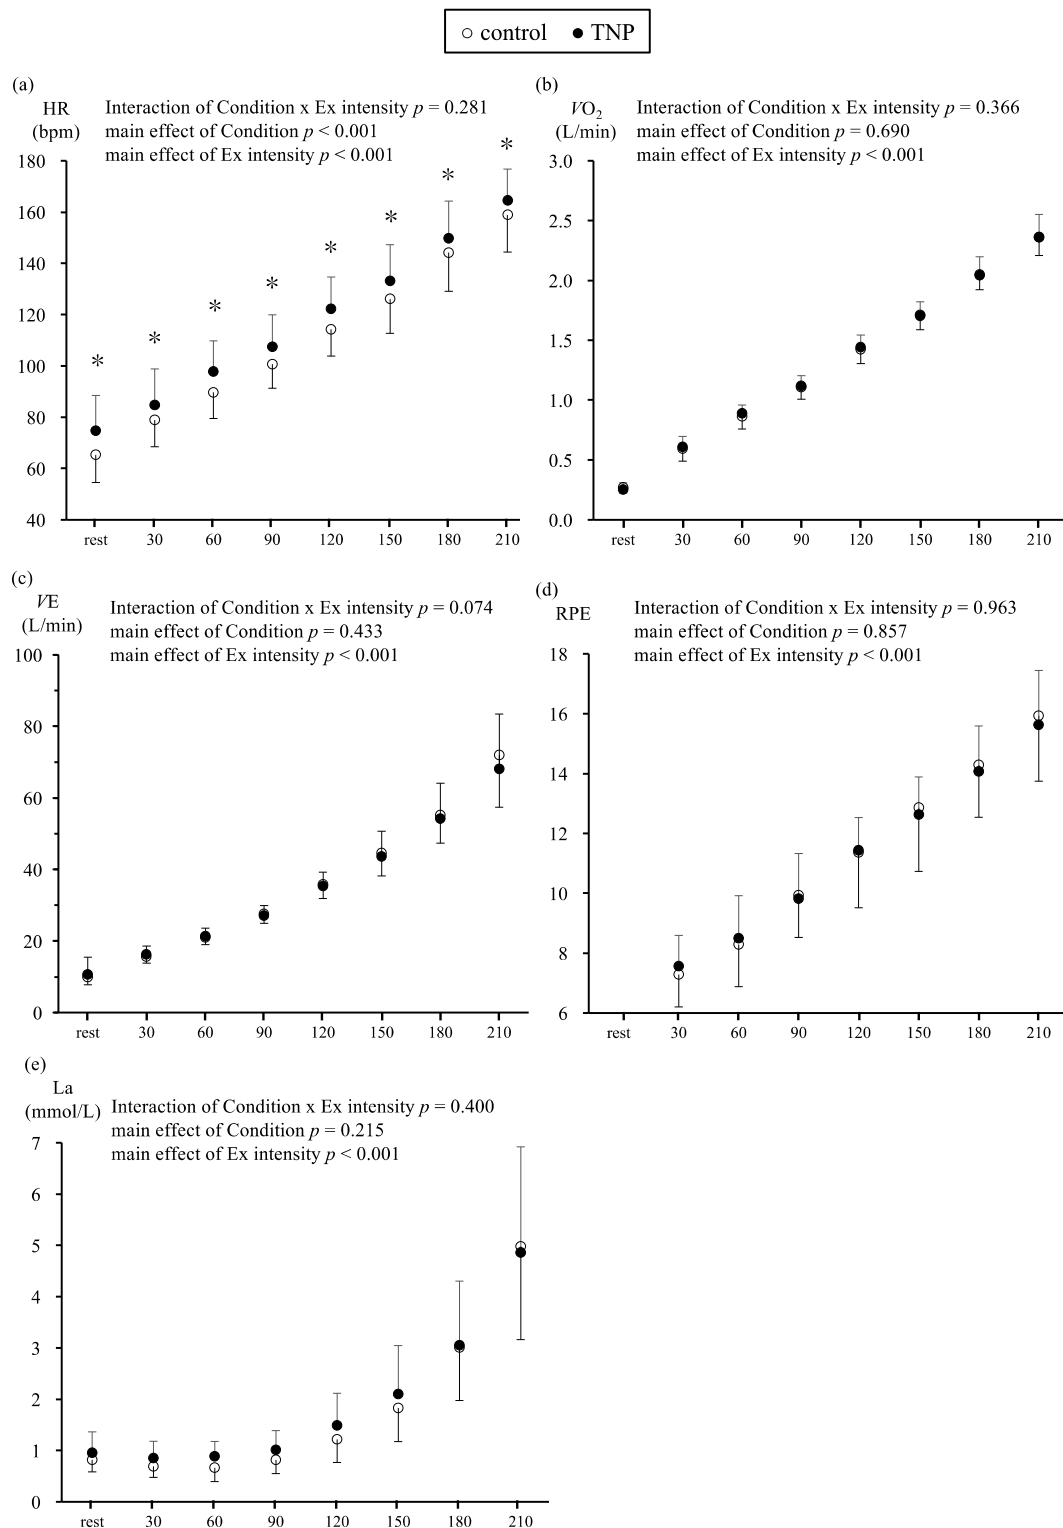 ○ control ● TNP
(a)
HR
(bpm)
Interaction of Condition x Ex intensity p = 0.281
main effect of Condition p < 0.001
main effect of Ex intensity p < 0.001
180
160
140
120
100
80
60
40
* * * * * * * *
rest 30 60 90 120 150 180 210
(b)
VO₂
(L/min)
Interaction of Condition x Ex intensity p = 0.366
main effect of Condition p = 0.690
main effect of Ex intensity p < 0.001
3.0
2.5
2.0
1.5
1.0
0.5
0.0
rest 30 60 90 120 150 180 210
(c)
VE
(L/min)
Interaction of Condition x Ex intensity p = 0.074
main effect of Condition p = 0.433
main effect of Ex intensity p < 0.001
100
80
60
40
20
0
rest 30 60 90 120 150 180 210
(d)
RPE
Interaction of Condition x Ex intensity p = 0.963
main effect of Condition p = 0.857
main effect of Ex intensity p < 0.001
18
16
14
12
10
8
6
rest 30 60 90 120 150 180 210
(e)
La
(mmol/L)
Interaction of Condition x Ex intensity p = 0.400
main effect of Condition p = 0.215
main effect of Ex intensity p < 0.001
7
6
5
4
3
2
1
0
rest 30 60 90 120 150 180 210